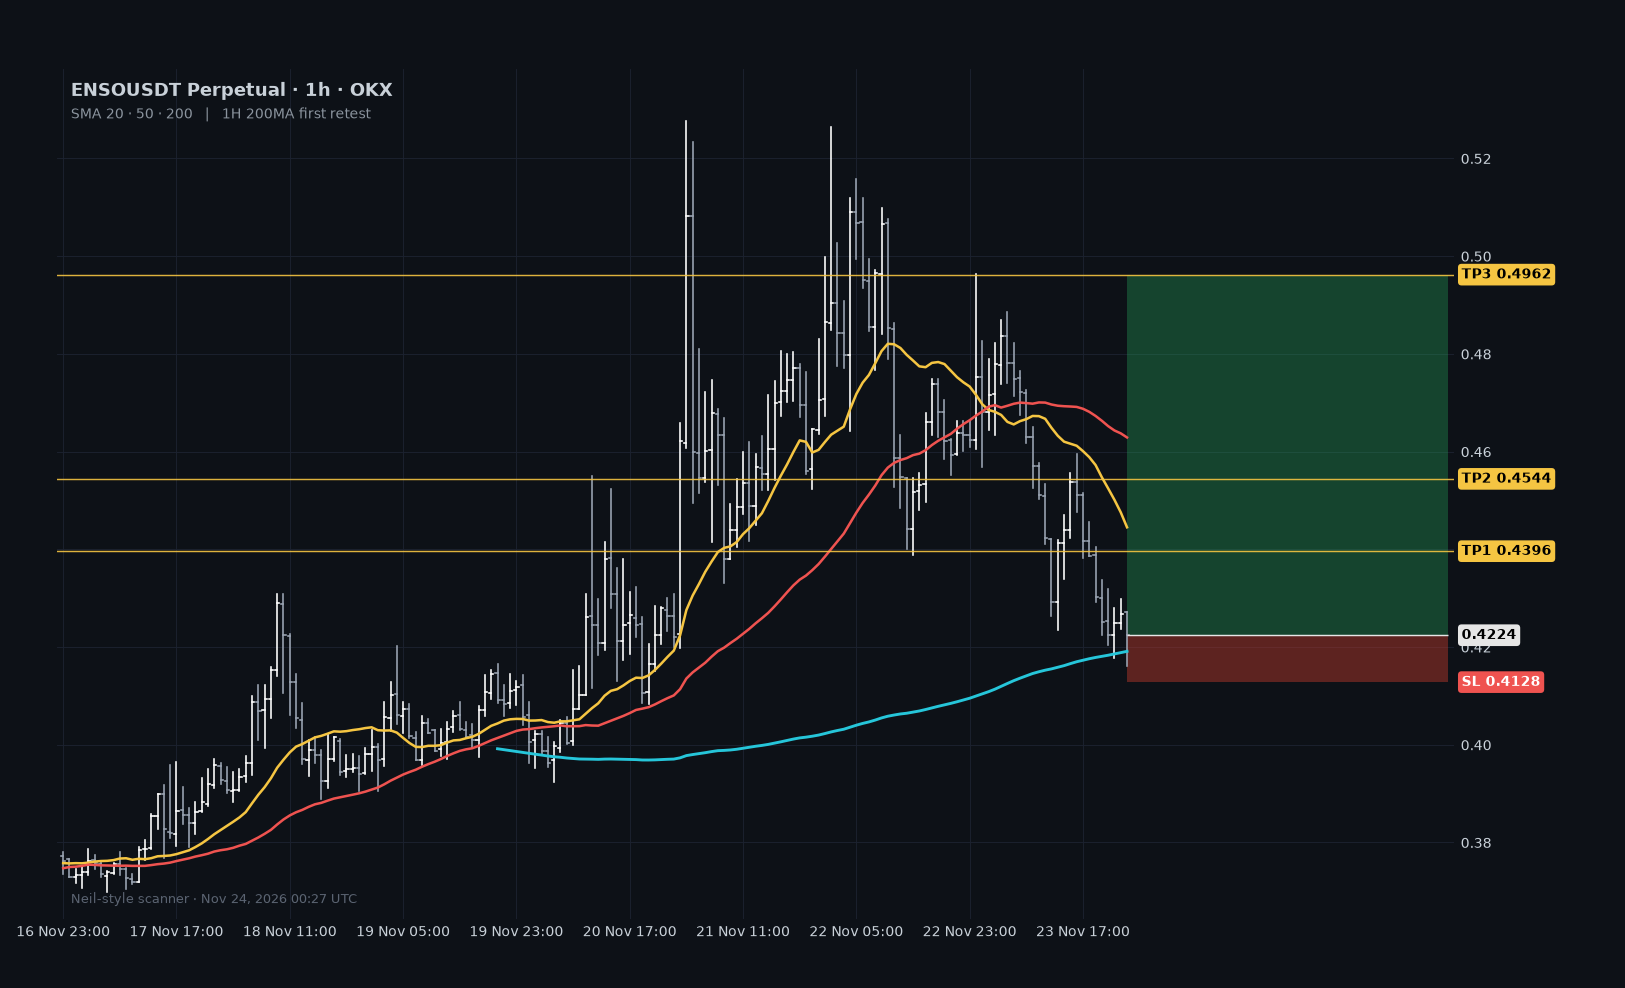 ENSOUSDT Perpetual · 1h · OKX
SMA 20 · 50 · 200 | 1H 200MA first retest
0.52
0.50
TP3 0.4962
0.48
0.46
TP2 0.4544
TP1 0.4396
0.4224
0.42
SL 0.4128
0.40
0.38
Neil-style scanner · Nov 24, 2026 00:27 UTC
16 Nov 23:00 17 Nov 17:00 18 Nov 11:00 19 Nov 05:00 19 Nov 23:00 20 Nov 17:00 21 Nov 11:00 22 Nov 05:00 22 Nov 23:00 23 Nov 17:00